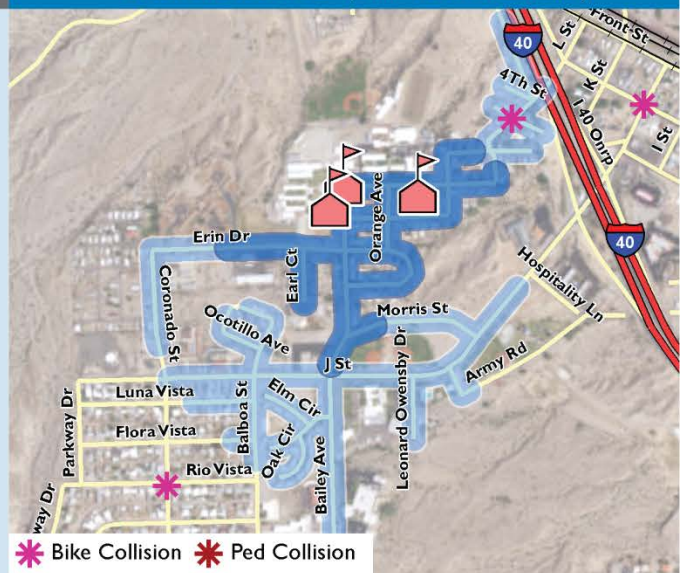 Front St
L St
40
K St
4Th St
I 40 Onrp
I St
Orange Ave
Erin Dr
Earl Ct
40
Hospitality Ln
Coronado St
Ocotillo Ave
Morris St
J St
Leonard Owensby Dr
Army Rd
Luna Vista
Elm Cir
Parkway Dr
Flora Vista
Balboa St
Oak Cir
Rio Vista
Bailey Ave
way Dr
Bike Collision Ped Collision